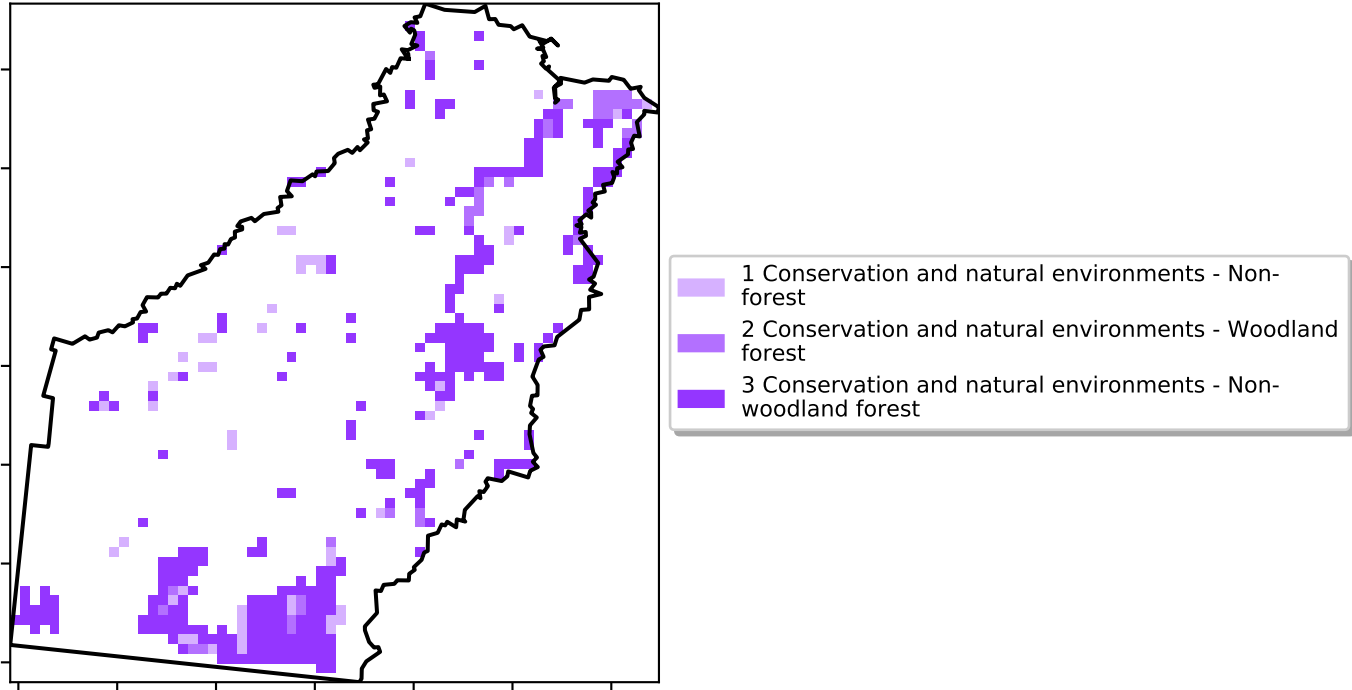 1 Conservation and natural environments - Non-
forest
2 Conservation and natural environments - Woodland
forest
3 Conservation and natural environments - Non-
woodland forest